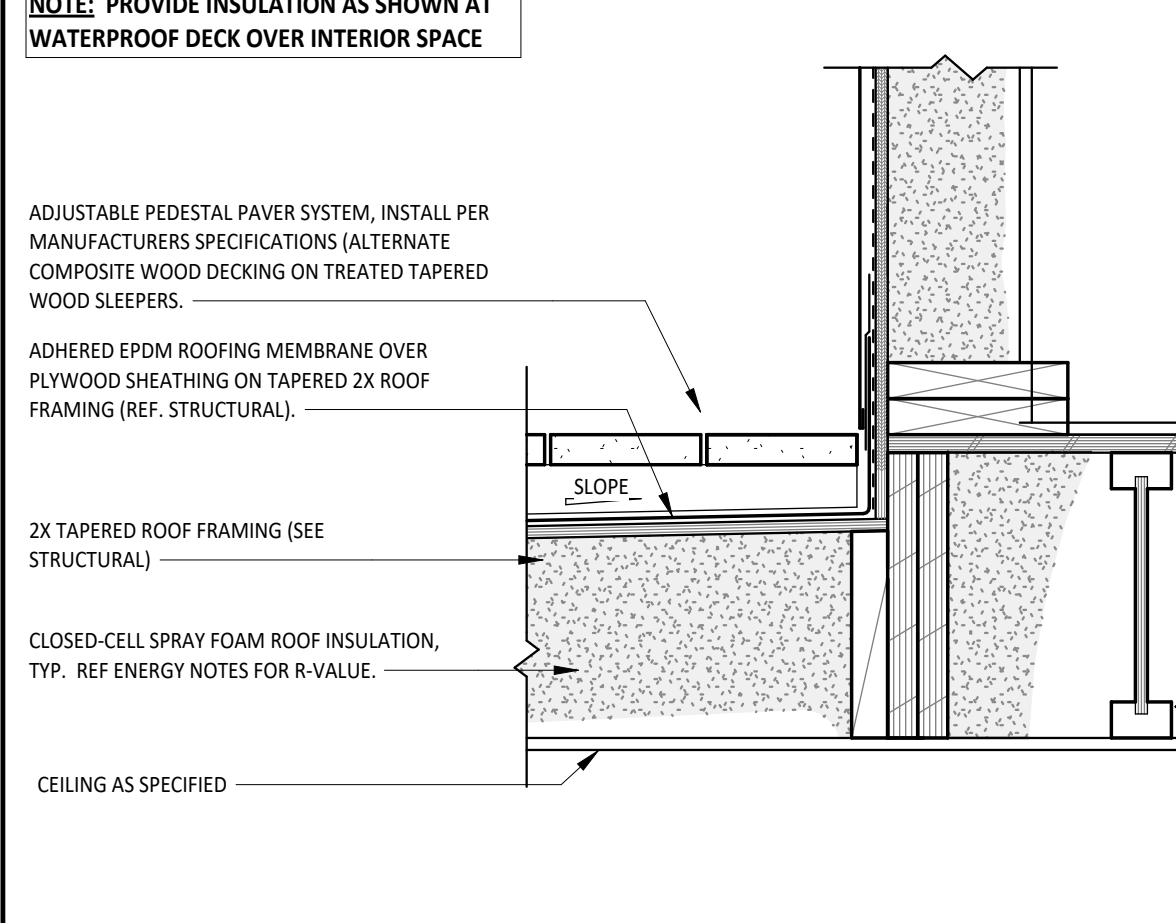 NOTE: PROVIDE INSULATION AS SHOWN AT
WATERPROOF DECK OVER INTERIOR SPACE
ADJUSTABLE PEDESTAL PAVER SYSTEM, INSTALL PER
MANUFACTURERS SPECIFICATIONS (ALTERNATE
COMPOSITE WOOD DECKING ON TREATED TAPERED
WOOD SLEEPERS.
ADHERED EPDM ROOFING MEMBRANE OVER
PLYWOOD SHEATHING ON TAPERED 2X ROOF
FRAMING (REF. STRUCTURAL).
SLOPE
2X TAPERED ROOF FRAMING (SEE
STRUCTURAL)
CLOSED-CELL SPRAY FOAM ROOF INSULATION,
TYP. REF ENERGY NOTES FOR R-VALUE.
CEILING AS SPECIFIED